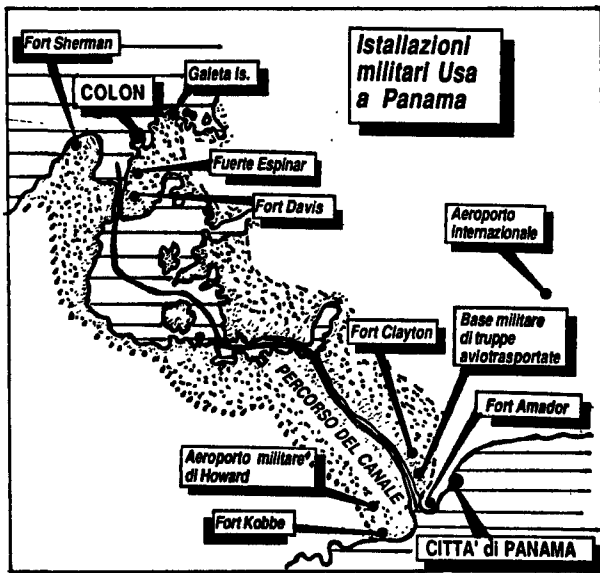 Istallazioni
militari Usa
a Panama
Fort Sherman
COLON
Galeta is.
Fuerte Espinar
Fort Davis
Aeroporto
internazionale
Fort Clayton
Base militare
di truppe
aviotrasportate
Fort Amador
PERCORSO DEL CANALE
Aeroporto militare
di Howard
Fort Kobbe
CITTA' di PANAMA